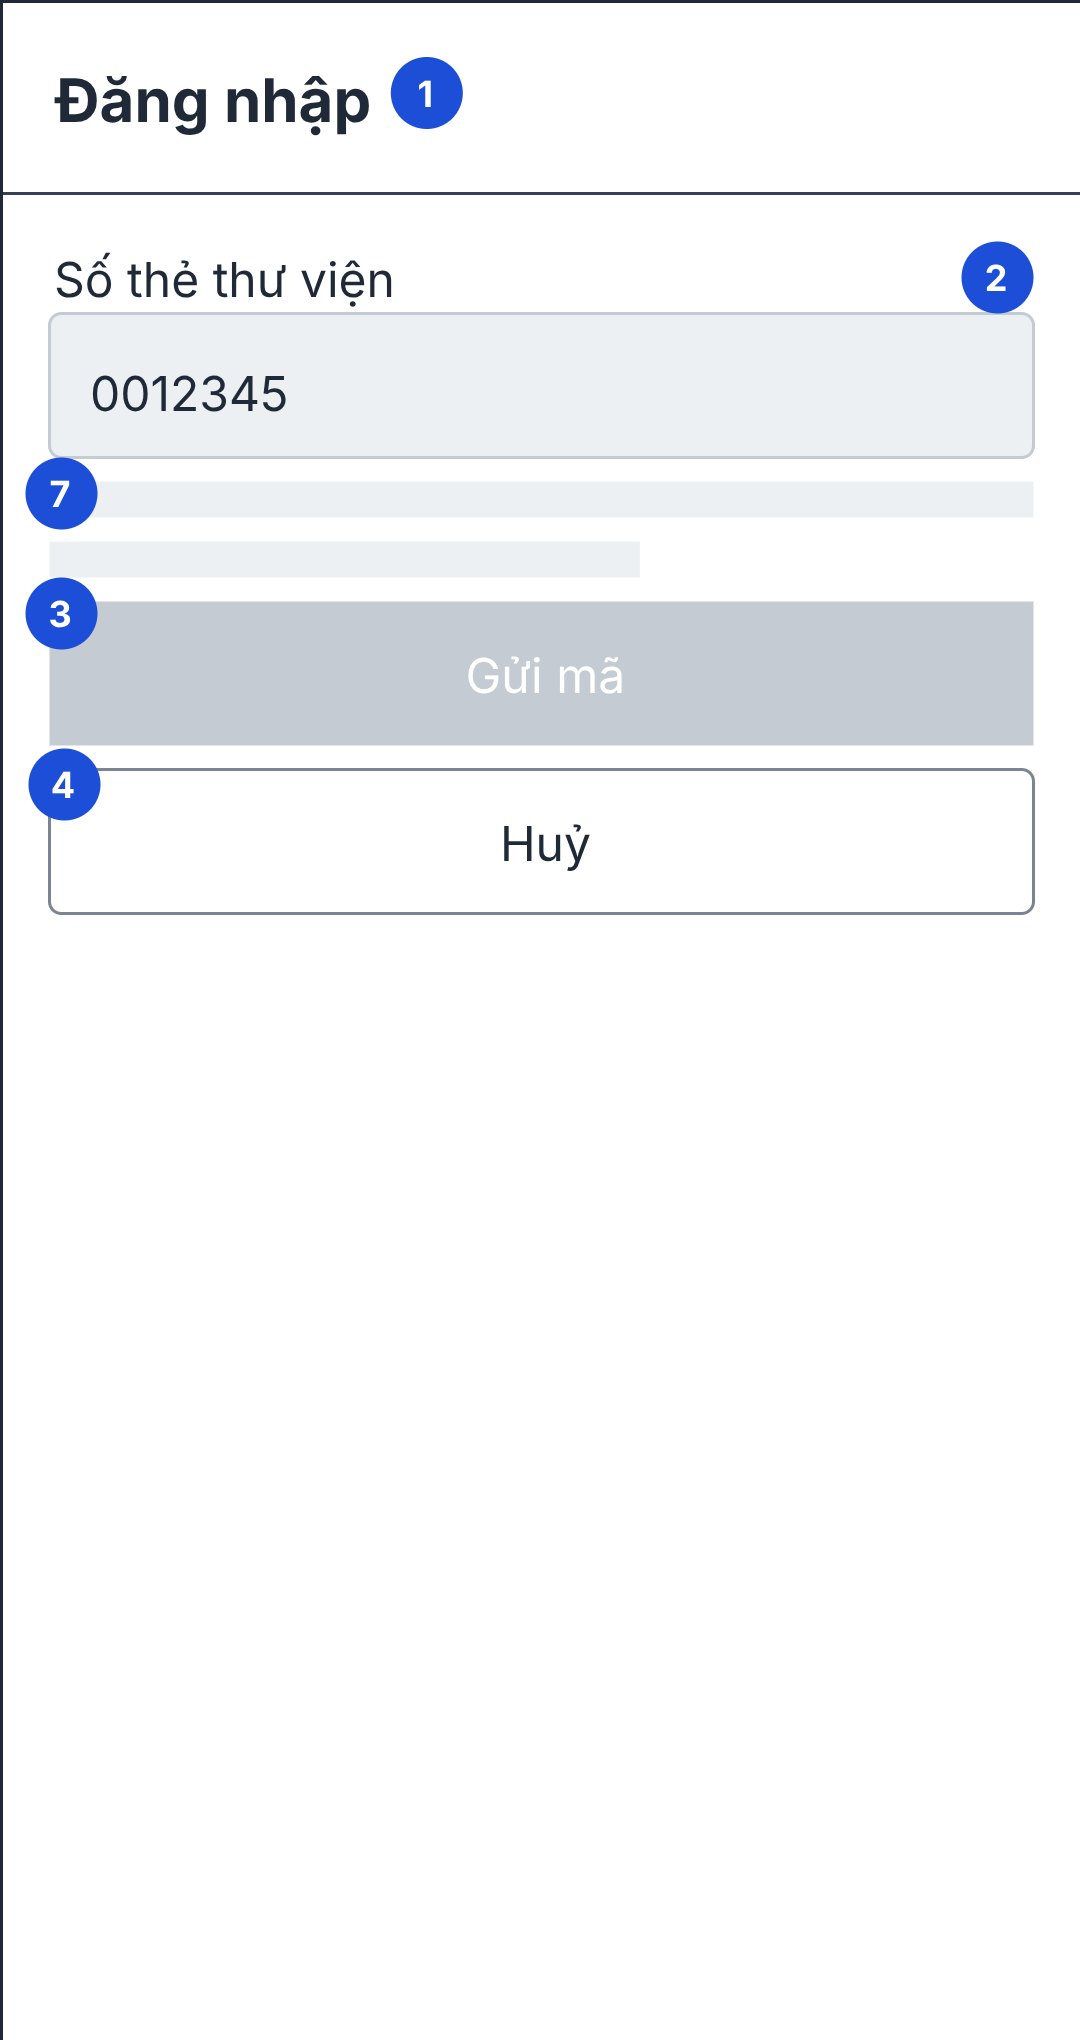 Đăng nhập 1
Số thẻ thư viện 2
0012345
7
3
Gửi mã
4
Huỷ